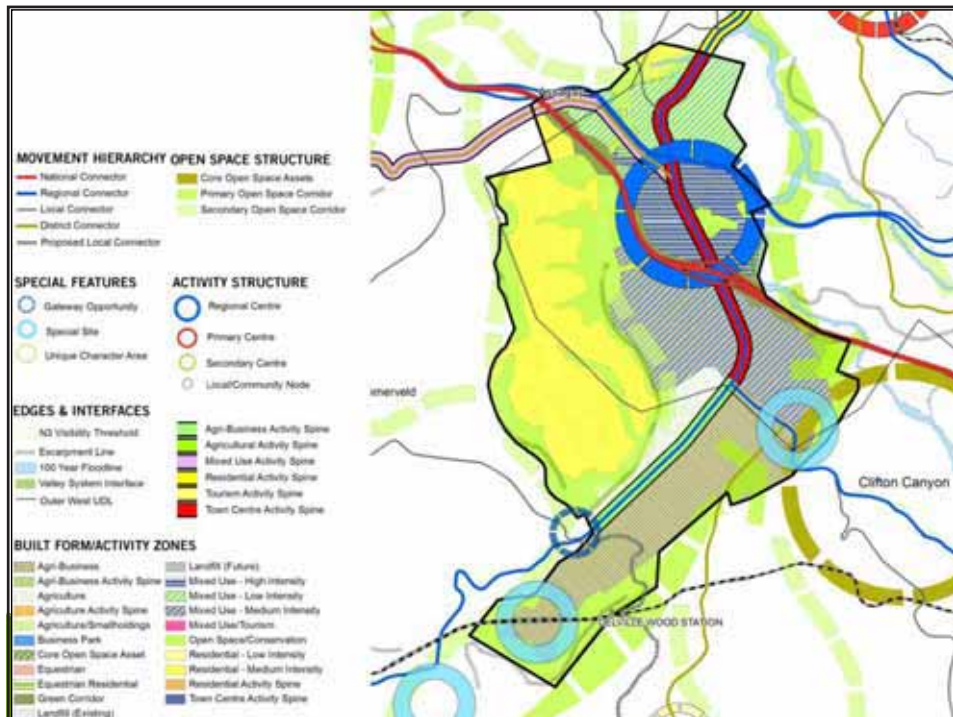 MOVEMENT HIERARCHY
National Connector
Regional Connector
Local Connector
District Connector
Proposed Local Connector
OPEN SPACE STRUCTURE
Core Open Space Assets
Primary Open Space Corridor
Secondary Open Space Corridor
SPECIAL FEATURES
Gateway Opportunity
Special Site
Unique Character Area
ACTIVITY STRUCTURE
Regional Centre
Primary Centre
Secondary Centre
Local/Community Node
EDGES & INTERFACES
N3 Visibility Threshold
Escarpment Line
100 Year Floodline
Valley System Interface
Outer West UDL
Agri-Business Activity Spine
Agricultural Activity Spine
Mixed Use Activity Spine
Residential Activity Spine
Tourism Activity Spine
Town Centre Activity Spine
BUILT FORM/ACTIVITY ZONES
Agri-Business
Agri-Business Activity Spine
Agriculture
Agriculture Activity Spine
Agriculture/Smallholdings
Business Park
Core Open Space Asset
Equestrian
Equestrian Residential
Green Corridor
Landfill (Existing)
Landfill (Future)
Mixed Use - High Intensity
Mixed Use - Low Intensity
Mixed Use - Medium Intensity
Mixed Use/Tourism
Open Space/Conservation
Residential - Low Intensity
Residential - Medium Intensity
Residential Activity Spine
Town Centre Activity Spine
merveld
Clifton Canyon
ELVILLE WOOD STATION